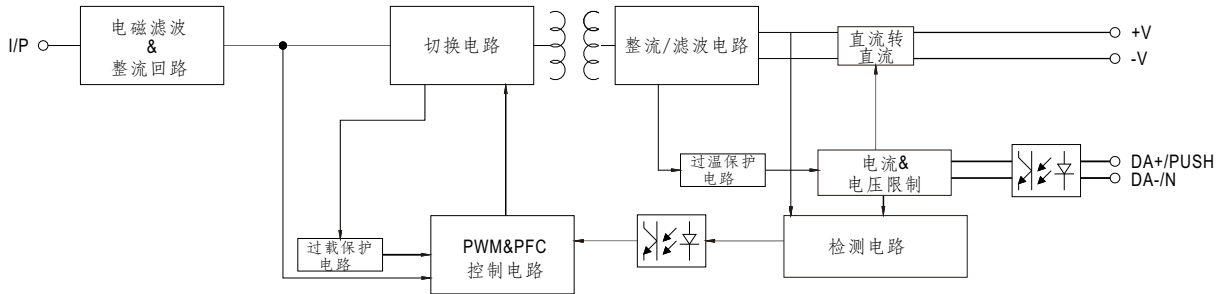 I/P
电磁滤波
&
整流回路
切换电路
整流/滤波电路
直流转
直流
+V
-V
过温保护
电路
电流&
电压限制
DA+/PUSH
DA-/N
过载保护
电路
PWM&PFC
控制电路
检测电路